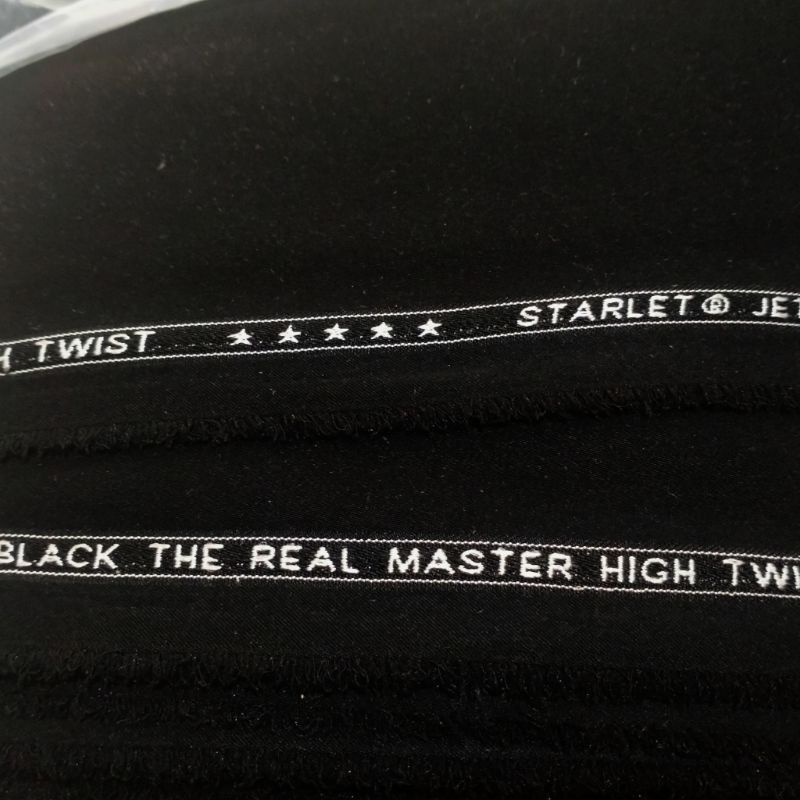 H TWIST ★★★★★ STARLET® JET
BLACK THE REAL MASTER HIGH TWI